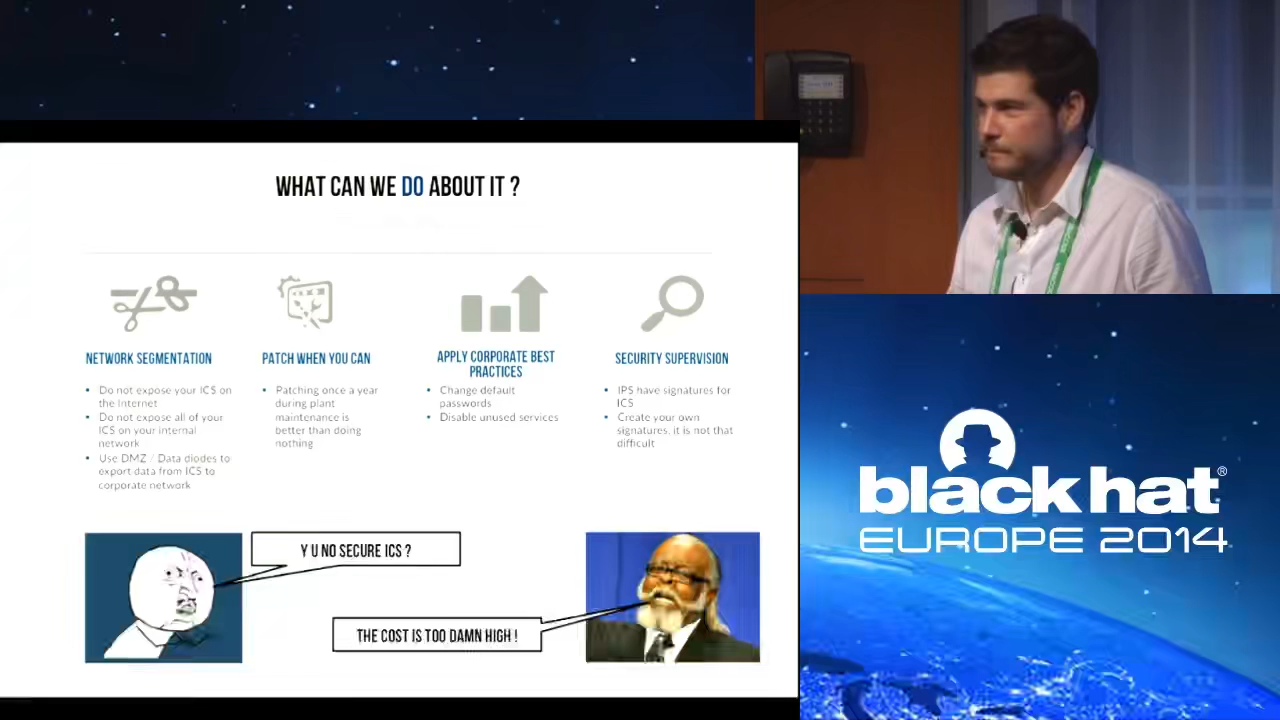 WHAT CAN WE DO ABOUT IT ?
NETWORK SEGMENTATION
• Do not expose your ICS on
the Internet
• Do not expose all of your
ICS on your internal
network
• Use DMZ / Data diodes to
export data from ICS to
corporate network
PATCH WHEN YOU CAN
• Patching once a year
during plant
maintenance is
better than doing
nothing
APPLY CORPORATE BEST
PRACTICES
• Change default
passwords
• Disable unused services
SECURITY SUPERVISION
• IPS have signatures for
ICS
• Create your own
signatures, it is not that
difficult
Y U NO SECURE ICS ?
THE COST IS TOO DAMN HIGH !
black hat®
EUROPE 2014